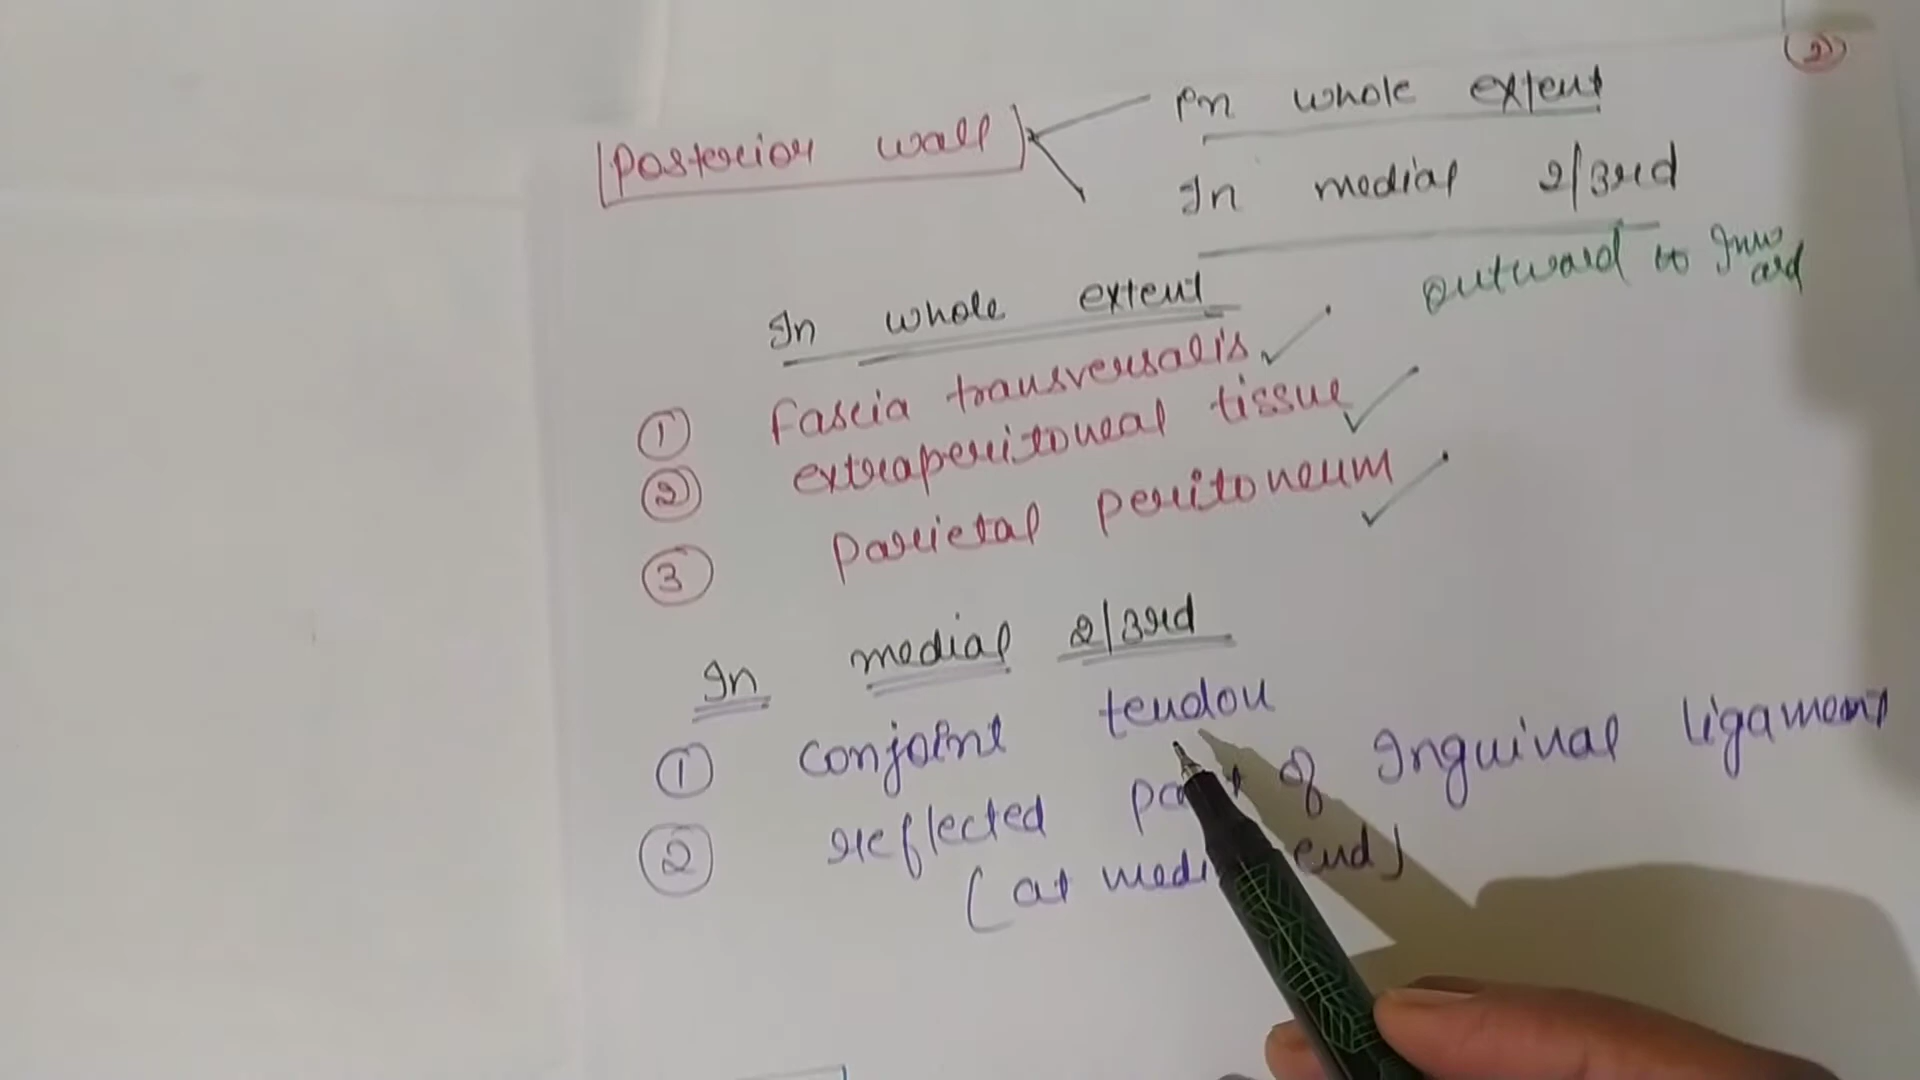 (2)
Posterior wall
In whole extent
In medial 2/3rd
outward to Inward
In whole extent
① Fascia transversalis
② extraperitoneal tissue
③ Parietal peritoneum
In medial 2/3rd
① conjoint tendon
② reflected part of Inguinal ligament
(at medial end)